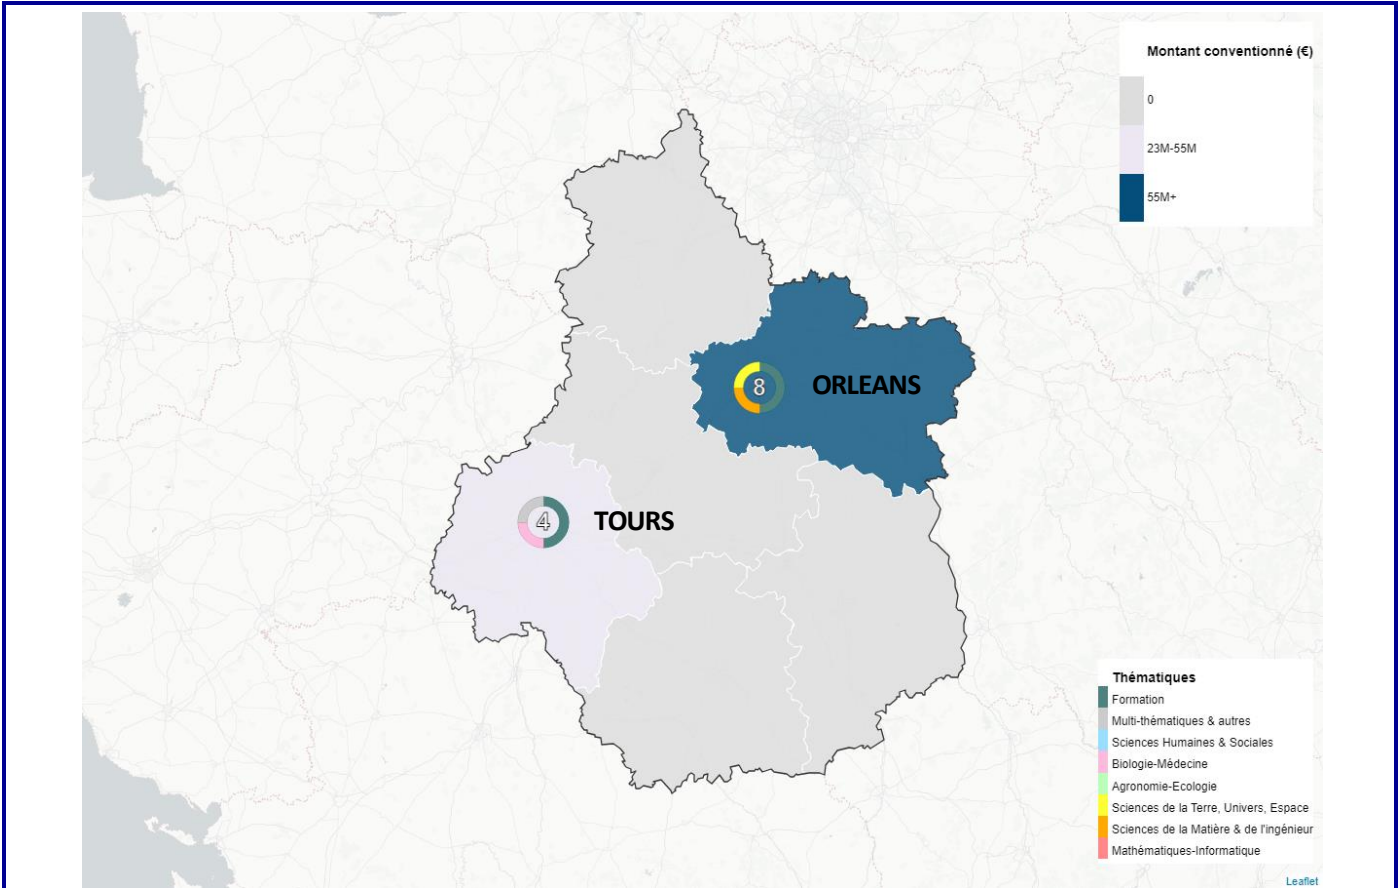 Montant conventionné (€)
0
23M-55M
55M+
8
ORLEANS
4
TOURS
Thématiques
Formation
Multi-thématiques & autres
Sciences Humaines & Sociales
Biologie-Médecine
Agronomie-Ecologie
Sciences de la Terre, Univers, Espace
Sciences de la Matière & de l'ingénieur
Mathématiques-Informatique
Leaflet